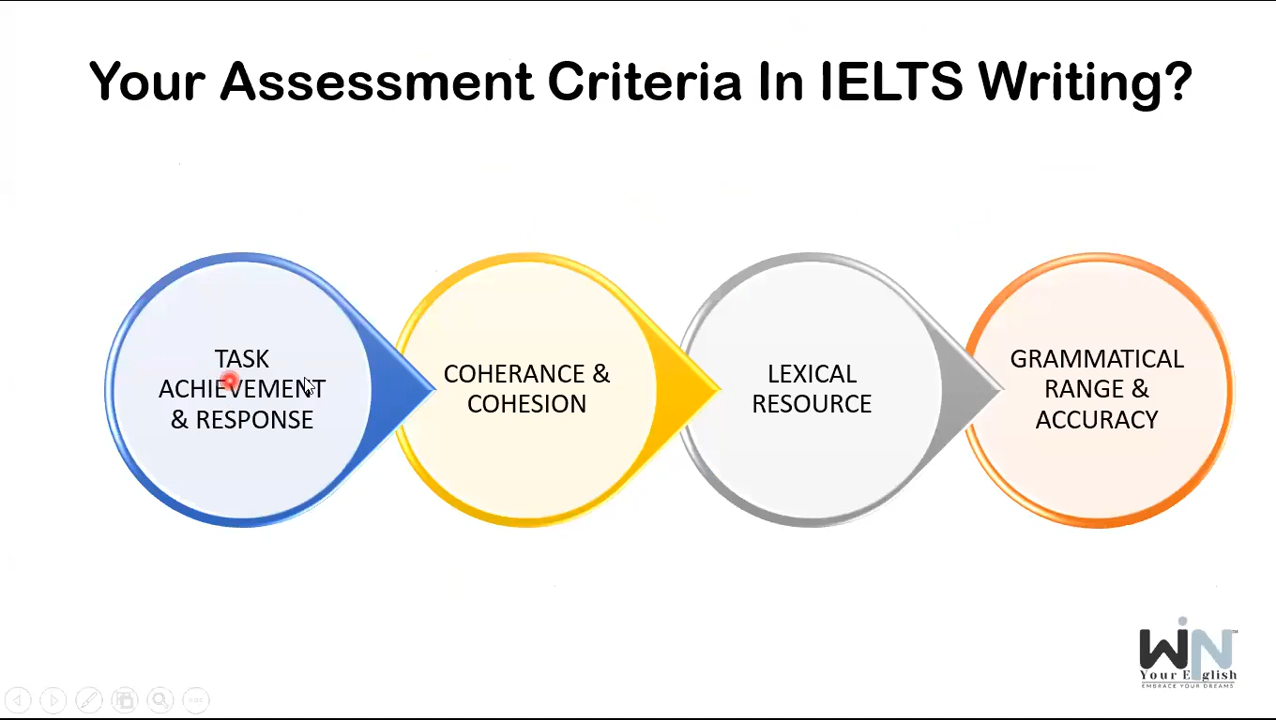 Your Assessment Criteria In IELTS Writing?
TASK
ACHIEVEMENT
& RESPONSE
COHERANCE &
COHESION
LEXICAL
RESOURCE
GRAMMATICAL
RANGE &
ACCURACY
WiN™
Your English
EMBRACE YOUR DREAMS